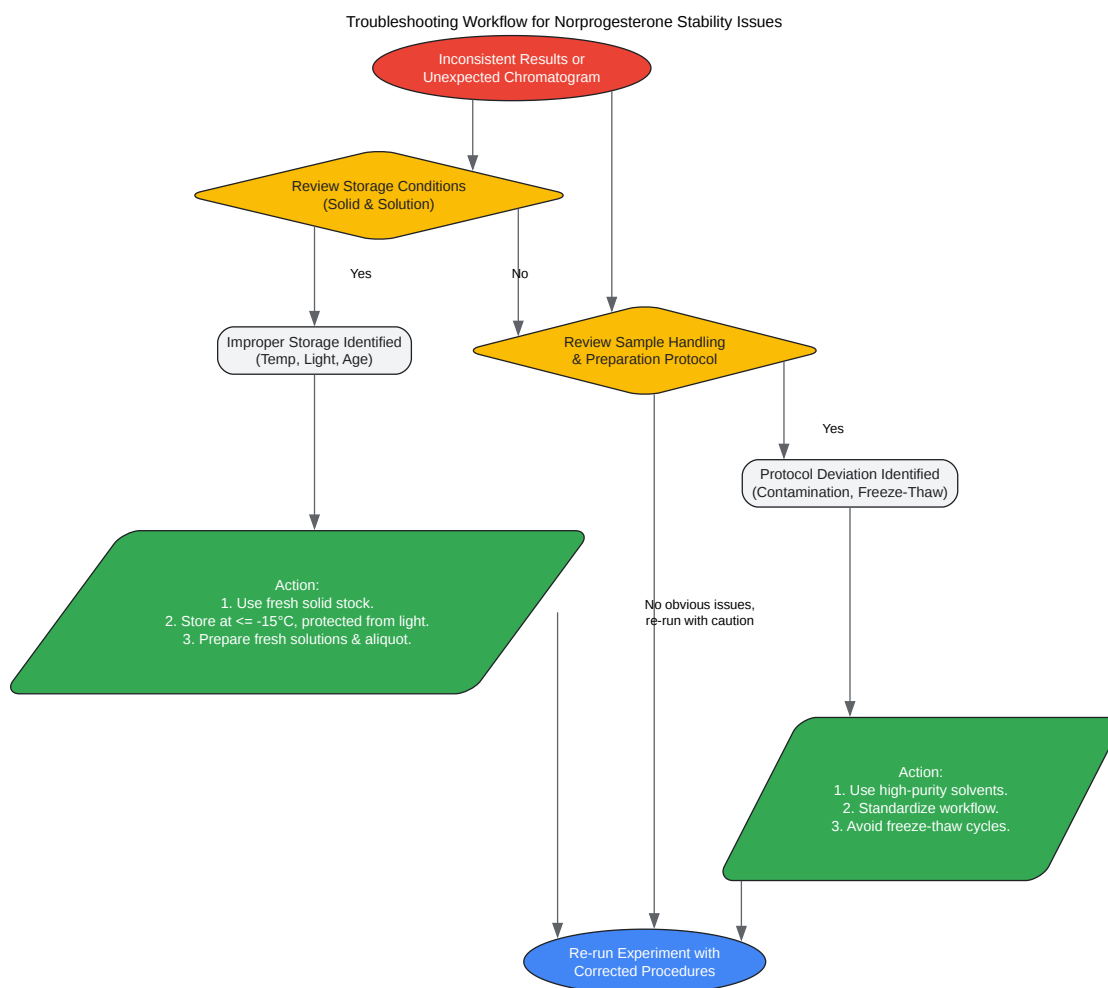 Troubleshooting Workflow for Norprogesterone Stability Issues
Inconsistent Results or
Unexpected Chromatogram
Review Storage Conditions
(Solid & Solution)
Yes
No
Improper Storage Identified
(Temp, Light, Age)
Review Sample Handling
& Preparation Protocol
Yes
Protocol Deviation Identified
(Contamination, Freeze-Thaw)
Action:
1. Use fresh solid stock.
2. Store at <= -15°C, protected from light.
3. Prepare fresh solutions & aliquot.
No obvious issues,
re-run with caution
Action:
1. Use high-purity solvents.
2. Standardize workflow.
3. Avoid freeze-thaw cycles.
Re-run Experiment with
Corrected Procedures